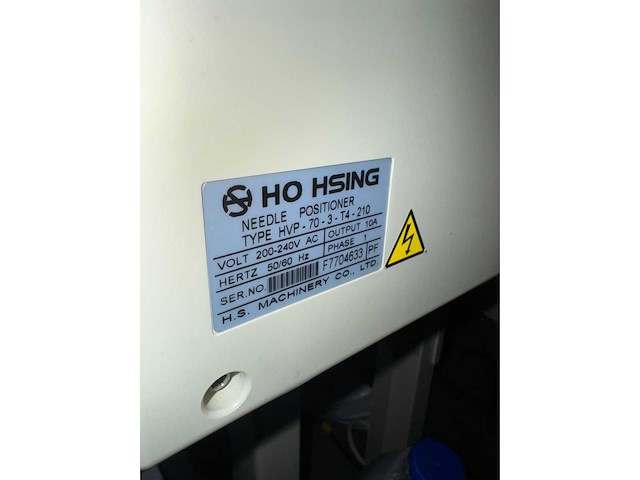 HO HSING
NEEDLE POSITIONER
TYPE HVP-70-3-T4-210
VOLT 200-240V AC OUTPUT 10A
HERTZ 50/60 Hz PHASE 1
SER.NO. F7704633 PF
H.S. MACHINERY CO., LTD.